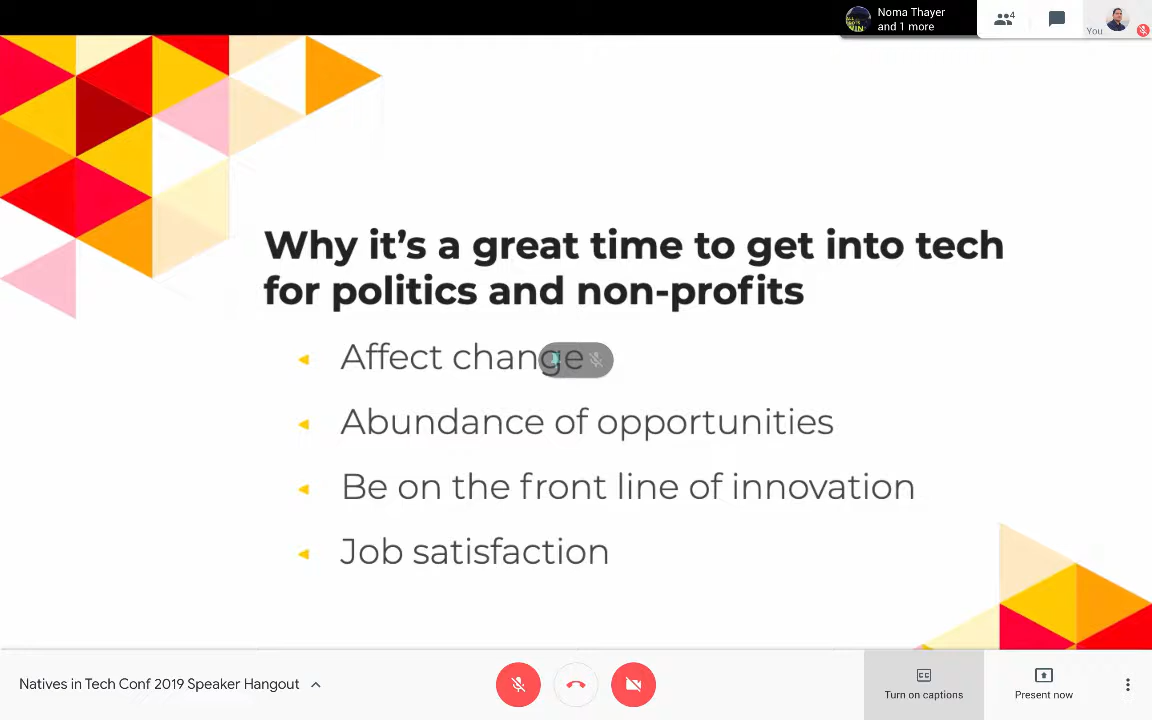 Noma Thayer
and 1 more
4
You
Why it's a great time to get into tech
for politics and non-profits
Affect change
Abundance of opportunities
Be on the front line of innovation
Job satisfaction
Natives in Tech Conf 2019 Speaker Hangout
Turn on captions
Present now